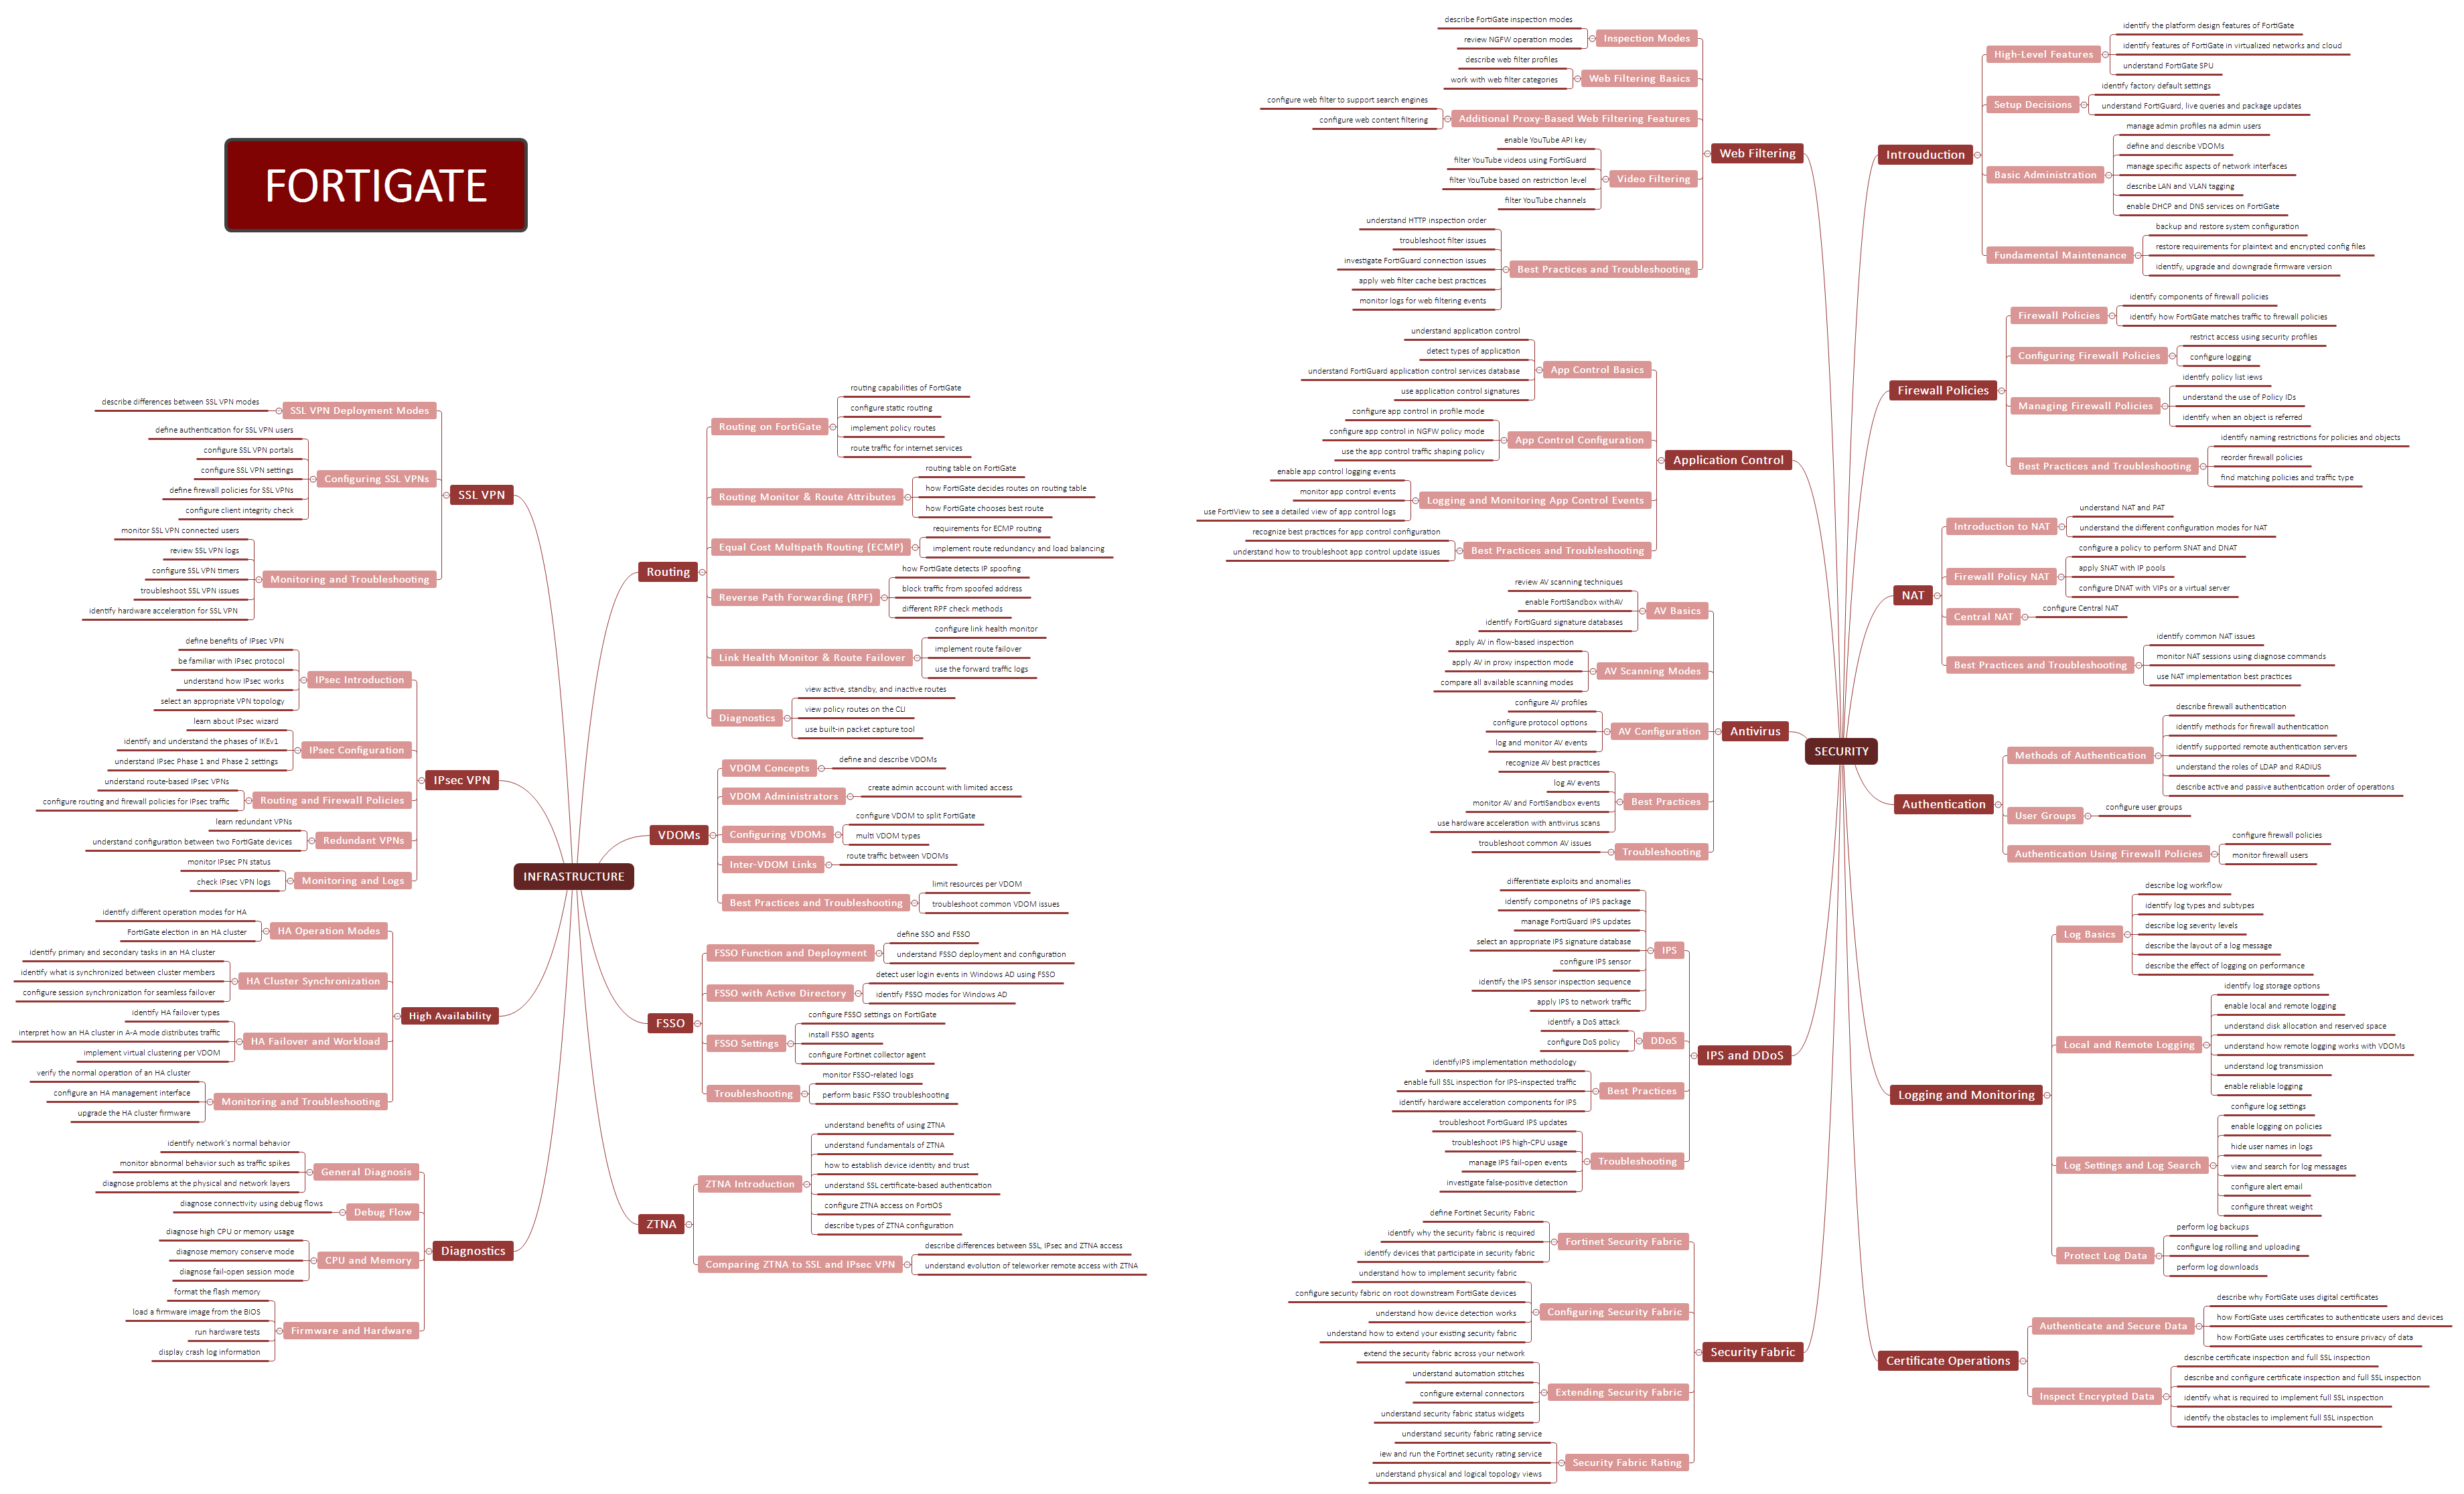 FORTIGATE
INFRASTRUCTURE
SSL VPN
SSL VPN Deployment Modes
describe differences between SSL VPN modes
Configuring SSL VPNs
define authentication for SSL VPN users
configure SSL VPN portals
configure SSL VPN settings
define firewall policies for SSL VPNs
configure client integrity check
Monitoring and Troubleshooting
monitor SSL VPN connected users
review SSL VPN logs
configure SSL VPN timers
troubleshoot SSL VPN issues
identify hardware acceleration for SSL VPN
IPsec VPN
IPsec Introduction
define benefits of IPsec VPN
be familiar with IPsec protocol
understand how IPsec works
select an appropriate VPN topology
IPsec Configuration
learn about IPsec wizard
identify and understand the phases of IKEv1
understand IPsec Phase 1 and Phase 2 settings
Routing and Firewall Policies
understand route-based IPsec VPNs
configure routing and firewall policies for IPsec traffic
Redundant VPNs
learn redundant VPNs
understand configuration between two FortiGate devices
Monitoring and Logs
monitor IPsec PN status
check IPsec VPN logs
High Availability
HA Operation Modes
identify different operation modes for HA
FortiGate election in an HA cluster
HA Cluster Synchronization
identify primary and secondary tasks in an HA cluster
identify what is synchronized between cluster members
configure session synchronization for seamless failover
HA Failover and Workload
identify HA failover types
interpret how an HA cluster in A-A mode distributes traffic
implement virtual clustering per VDOM
Monitoring and Troubleshooting
verify the normal operation of an HA cluster
configure an HA management interface
upgrade the HA cluster firmware
Diagnostics
General Diagnosis
identify network's normal behavior
monitor abnormal behavior such as traffic spikes
diagnose problems at the physical and network layers
Debug Flow
diagnose connectivity using debug flows
CPU and Memory
diagnose high CPU or memory usage
diagnose memory conserve mode
diagnose fail-open session mode
Firmware and Hardware
format the flash memory
load a firmware image from the BIOS
run hardware tests
display crash log information
Routing
Routing on FortiGate
routing capabilities of FortiGate
configure static routing
implement policy routes
route traffic for internet services
Routing Monitor & Route Attributes
routing table on FortiGate
how FortiGate decides routes on routing table
how FortiGate chooses best route
Equal Cost Multipath Routing (ECMP)
requirements for ECMP routing
implement route redundancy and load balancing
Reverse Path Forwarding (RPF)
how FortiGate detects IP spoofing
block traffic from spoofed address
different RPF check methods
Link Health Monitor & Route Failover
configure link health monitor
implement route failover
use the forward traffic logs
Diagnostics
view active, standby, and inactive routes
view policy routes on the CLI
use built-in packet capture tool
VDOMs
VDOM Concepts
define and describe VDOMs
VDOM Administrators
create admin account with limited access
Configuring VDOMs
configure VDOM to split FortiGate
multi VDOM types
Inter-VDOM Links
route traffic between VDOMs
Best Practices and Troubleshooting
limit resources per VDOM
troubleshoot common VDOM issues
FSSO
FSSO Function and Deployment
define SSO and FSSO
understand FSSO deployment and configuration
FSSO with Active Directory
detect user login events in Windows AD using FSSO
identify FSSO modes for Windows AD
FSSO Settings
configure FSSO settings on FortiGate
install FSSO agents
configure Fortinet collector agent
Troubleshooting
monitor FSSO-related logs
perform basic FSSO troubleshooting
ZTNA
ZTNA Introduction
understand benefits of using ZTNA
understand fundamentals of ZTNA
how to establish device identity and trust
understand SSL certificate-based authentication
configure ZTNA access on FortiOS
describe types of ZTNA configuration
Comparing ZTNA to SSL and IPsec VPN
describe differences between SSL, IPsec and ZTNA access
understand evolution of teleworker remote access with ZTNA
SECURITY
Web Filtering
Inspection Modes
describe FortiGate inspection modes
review NGFW operation modes
Web Filtering Basics
describe web filter profiles
work with web filter categories
Additional Proxy-Based Web Filtering Features
configure web filter to support search engines
configure web content filtering
Video Filtering
enable YouTube API key
filter YouTube videos using FortiGuard
filter YouTube based on restriction level
filter YouTube channels
Best Practices and Troubleshooting
understand HTTP inspection order
troubleshoot filter issues
investigate FortiGuard connection issues
apply web filter cache best practices
monitor logs for web filtering events
Application Control
App Control Basics
understand application control
detect types of application
understand FortiGuard application control services database
use application control signatures
App Control Configuration
configure app control in profile mode
configure app control in NGFW policy mode
use the app control traffic shaping policy
Logging and Monitoring App Control Events
enable app control logging events
monitor app control events
use FortiView to see a detailed view of app control logs
Best Practices and Troubleshooting
recognize best practices for app control configuration
understand how to troubleshoot app control update issues
Antivirus
AV Basics
review AV scanning techniques
enable FortiSandbox withAV
identify FortiGuard signature databases
AV Scanning Modes
apply AV in flow-based inspection
apply AV in proxy inspection mode
compare all available scanning modes
AV Configuration
configure AV profiles
configure protocol options
log and monitor AV events
Best Practices
recognize AV best practices
log AV events
monitor AV and FortiSandbox events
use hardware acceleration with antivirus scans
Troubleshooting
troubleshoot common AV issues
IPS and DDoS
IPS
differentiate exploits and anomalies
identify componetns of IPS package
manage FortiGuard IPS updates
select an appropriate IPS signature database
configure IPS sensor
identify the IPS sensor inspection sequence
apply IPS to network traffic
DDoS
identify a DoS attack
configure DoS policy
Best Practices
identifyIPS implementation methodology
enable full SSL inspection for IPS-inspected traffic
identify hardware acceleration components for IPS
Troubleshooting
troubleshoot FortiGuard IPS updates
troubleshoot IPS high-CPU usage
manage IPS fail-open events
investigate false-positive detection
Security Fabric
Fortinet Security Fabric
define Fortinet Security Fabric
identify why the security fabric is required
identify devices that participate in security fabric
Configuring Security Fabric
understand how to implement security fabric
configure security fabric on root downstream FortiGate devices
understand how device detection works
understand how to extend your existing security fabric
Extending Security Fabric
extend the security fabric across your network
understand automation stitches
configure external connectors
understand security fabric status widgets
Security Fabric Rating
understand security fabric rating service
iew and run the Fortinet security rating service
understand physical and logical topology views
Introuduction
High-Level Features
identify the platform design features of FortiGate
identify features of FortiGate in virtualized networks and cloud
understand FortiGate SPU
Setup Decisions
identify factory default settings
understand FortiGuard, live queries and package updates
Basic Administration
manage admin profiles na admin users
define and describe VDOMs
manage specific aspects of network interfaces
describe LAN and VLAN tagging
enable DHCP and DNS services on FortiGate
Fundamental Maintenance
backup and restore system configuration
restore requirements for plaintext and encrypted config files
identify, upgrade and downgrade firmware version
Firewall Policies
Firewall Policies
identify components of firewall policies
identify how FortiGate matches traffic to firewall policies
Configuring Firewall Policies
restrict access using security profiles
configure logging
Managing Firewall Policies
identify policy list iews
understand the use of Policy IDs
identify when an object is referred
Best Practices and Troubleshooting
identify naming restrictions for policies and objects
reorder firewall policies
find matching policies and traffic type
NAT
Introduction to NAT
understand NAT and PAT
understand the different configuration modes for NAT
Firewall Policy NAT
configure a policy to perform SNAT and DNAT
apply SNAT with IP pools
configure DNAT with VIPs or a virtual server
Central NAT
configure Central NAT
Best Practices and Troubleshooting
identify common NAT issues
monitor NAT sessions using diagnose commands
use NAT implementation best practices
Authentication
Methods of Authentication
describe firewall authentication
identify methods for firewall authentication
identify supported remote authentication servers
understand the roles of LDAP and RADIUS
describe active and passive authentication order of operations
User Groups
configure user groups
Authentication Using Firewall Policies
configure firewall policies
monitor firewall users
Logging and Monitoring
Log Basics
describe log workflow
identify log types and subtypes
describe log severity levels
describe the layout of a log message
describe the effect of logging on performance
Local and Remote Logging
identify log storage options
enable local and remote logging
understand disk allocation and reserved space
understand how remote logging works with VDOMs
understand log transmission
enable reliable logging
Log Settings and Log Search
configure log settings
enable logging on policies
hide user names in logs
view and search for log messages
configure alert email
configure threat weight
Protect Log Data
perform log backups
configure log rolling and uploading
perform log downloads
Certificate Operations
Authenticate and Secure Data
describe why FortiGate uses digital certificates
how FortiGate uses certificates to authenticate users and devices
how FortiGate uses certificates to ensure privacy of data
Inspect Encrypted Data
describe certificate inspection and full SSL inspection
describe and configure certificate inspection and full SSL inspection
identify what is required to implement full SSL inspection
identify the obstacles to implement full SSL inspection